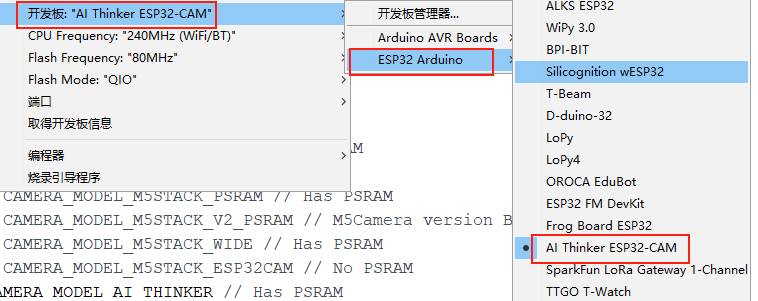 开发板: "AI Thinker ESP32-CAM"
CPU Frequency: "240MHz (WiFi/BT)"
Flash Frequency: "80MHz"
Flash Mode: "QIO"
端口
取得开发板信息
编程器
烧录引导程序
开发板管理器...
Arduino AVR Boards
ESP32 Arduino
ALKS ESP32
WiPy 3.0
BPI-BIT
Silicognition wESP32
T-Beam
D-duino-32
LoPy
LoPy4
OROCA EduBot
ESP32 FM DevKit
Frog Board ESP32
AI Thinker ESP32-CAM
SparkFun LoRa Gateway 1-Channel
TTGO T-Watch
AM
CAMERA_MODEL_M5STACK_PSRAM // Has PSRAM
CAMERA_MODEL_M5STACK_V2_PSRAM // M5Camera version B
CAMERA_MODEL_M5STACK_WIDE // Has PSRAM
CAMERA_MODEL_M5STACK_ESP32CAM // No PSRAM
CAMERA_MODEL_AI_THINKER // Has PSRAM